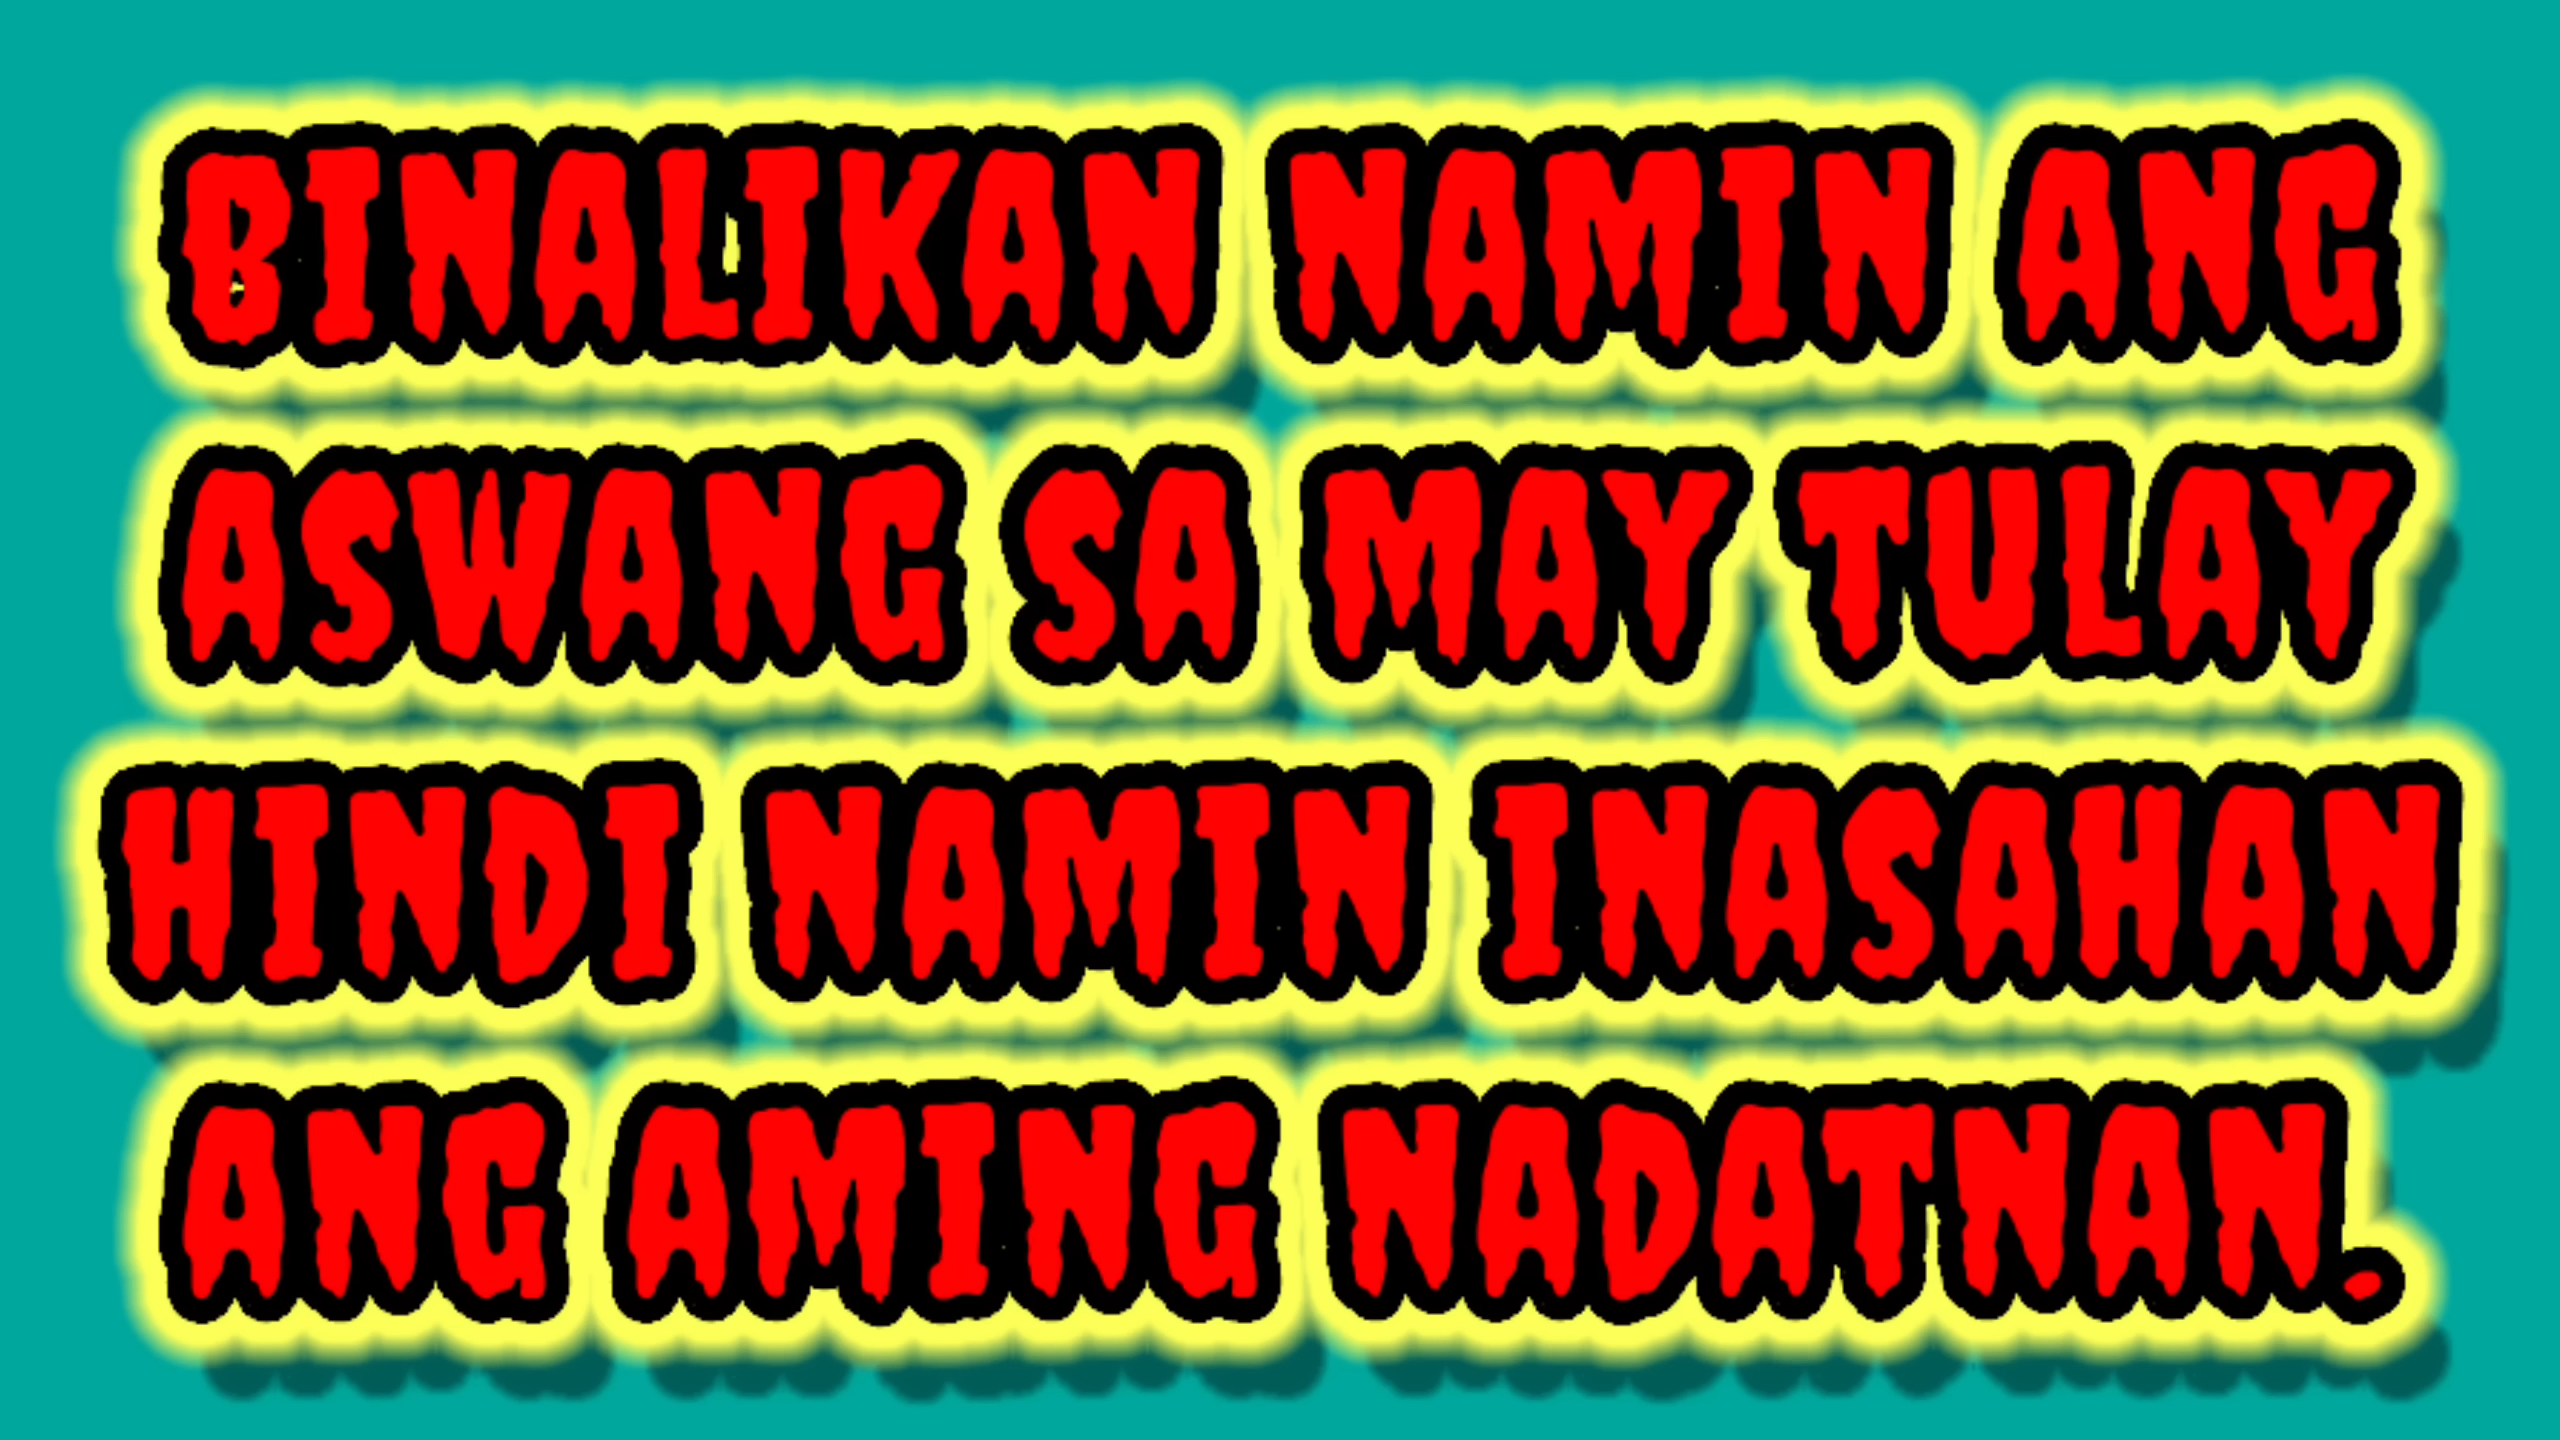 BINALIKAN NAMIN ANG
ASWANG SA MAY TULAY
HINDI NAMIN INASAHAN
ANG AMING NADATNAN.